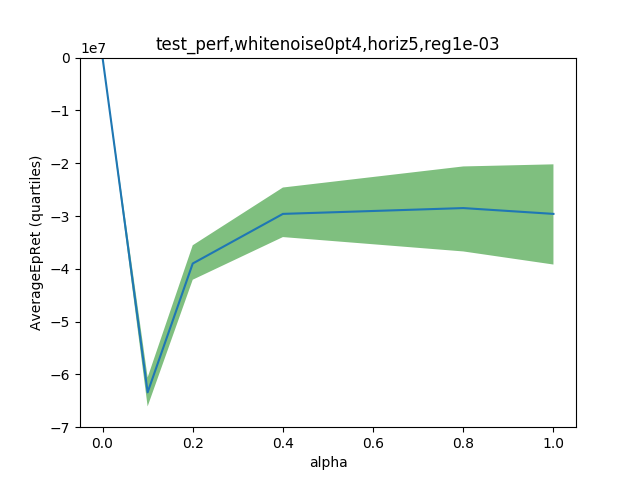 test_perf,whitenoise0pt4,horiz5,reg1e-03
1e7
0
−1
−2
−3
−4
−5
−6
−7
AverageEpRet (quartiles)
0.0 0.2 0.4 0.6 0.8 1.0
alpha